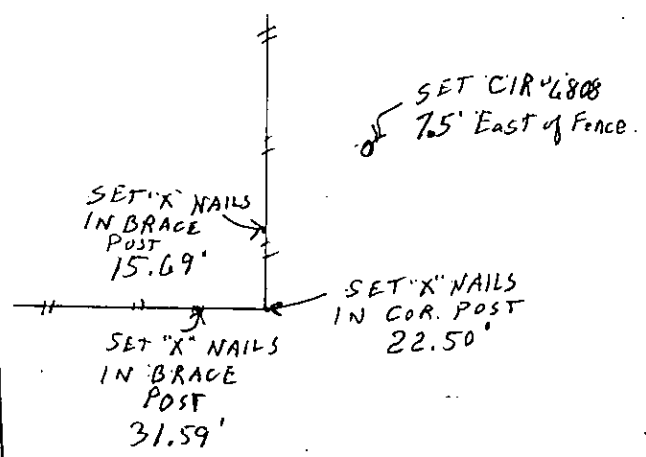 SET CIR 4808
7.5' East of Fence.
SET "X" NAILS
IN BRACE
POST
15.69'
SET "X" NAILS
IN COR. POST
22.50'
SET "X" NAILS
IN BRACE
POST
31.59'